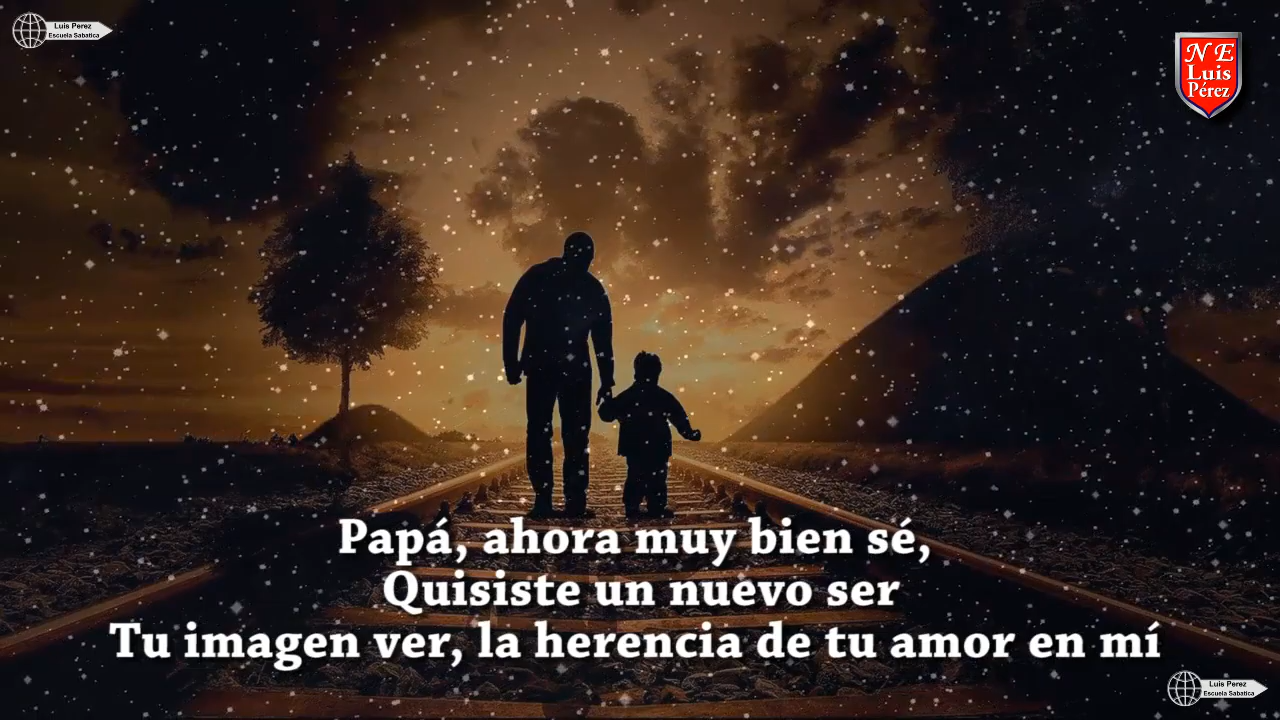 Luis Perez
Escuela Sabatica
N E
Luis
Pérez
Papá, ahora muy bien sé,
Quisiste un nuevo ser
Tu imagen ver, la herencia de tu amor en mí
Luis Perez
Escuela Sabatica